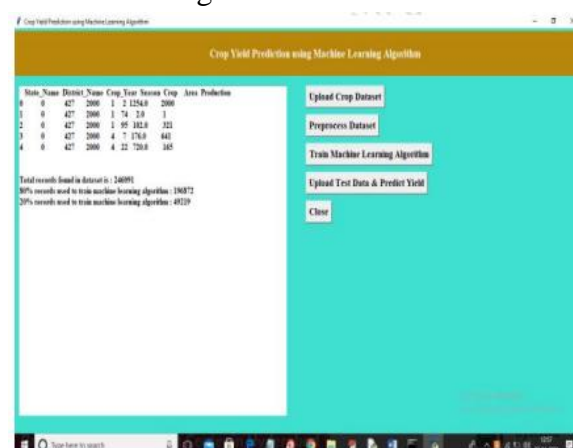 Crop Yield Prediction using Machine Learning Algorithm
Crop Yield Prediction using Machine Learning Algorithm
State_Name District_Name Crop_Year Season Crop Area Production
0 0 427 2000 1 2 1254.0 2000
1 0 427 2000 1 74 2.0 1
2 0 427 2000 1 95 102.0 321
3 0 427 2000 4 7 176.0 641
4 0 427 2000 4 22 720.0 165
Total records found in dataset is : 246091
80% records used to train machine learning algorithm : 196872
20% records used to train machine learning algorithm : 49219
Upload Crop Dataset
Preprocess Dataset
Train Machine Learning Algorithm
Upload Test Data & Predict Yield
Close
Type here to search
12:57